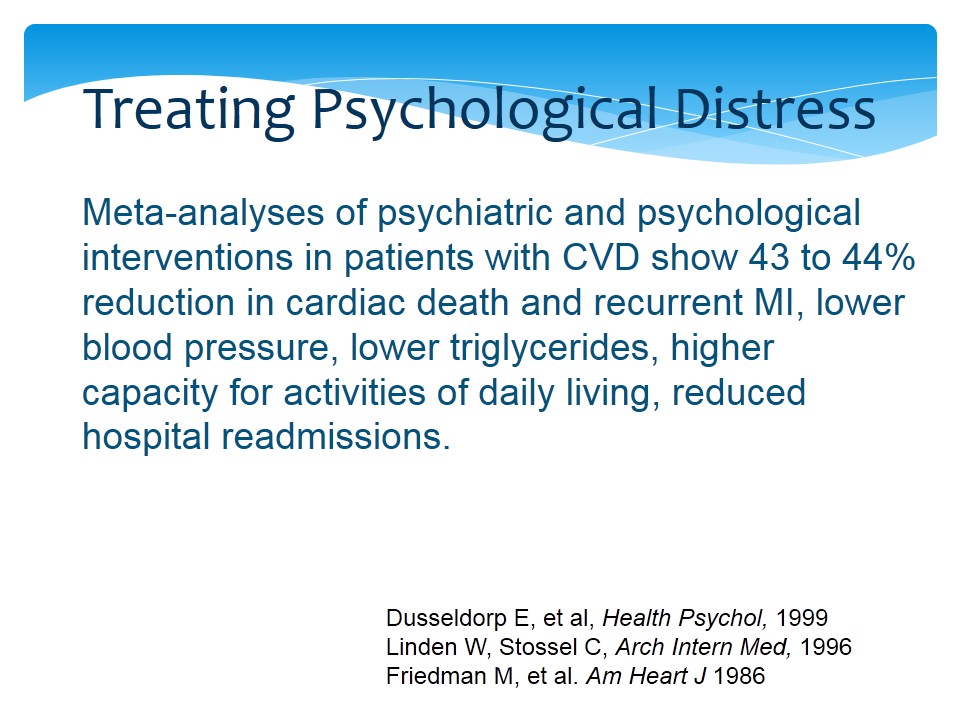 Treating Psychological Distress
Meta-analyses of psychiatric and psychological
interventions in patients with CVD show 43 to 44%
reduction in cardiac death and recurrent MI, lower
blood pressure, lower triglycerides, higher
capacity for activities of daily living, reduced
hospital readmissions.
Dusseldorp E, et al, Health Psychol, 1999
Linden W, Stossel C, Arch Intern Med, 1996
Friedman M, et al. Am Heart J 1986